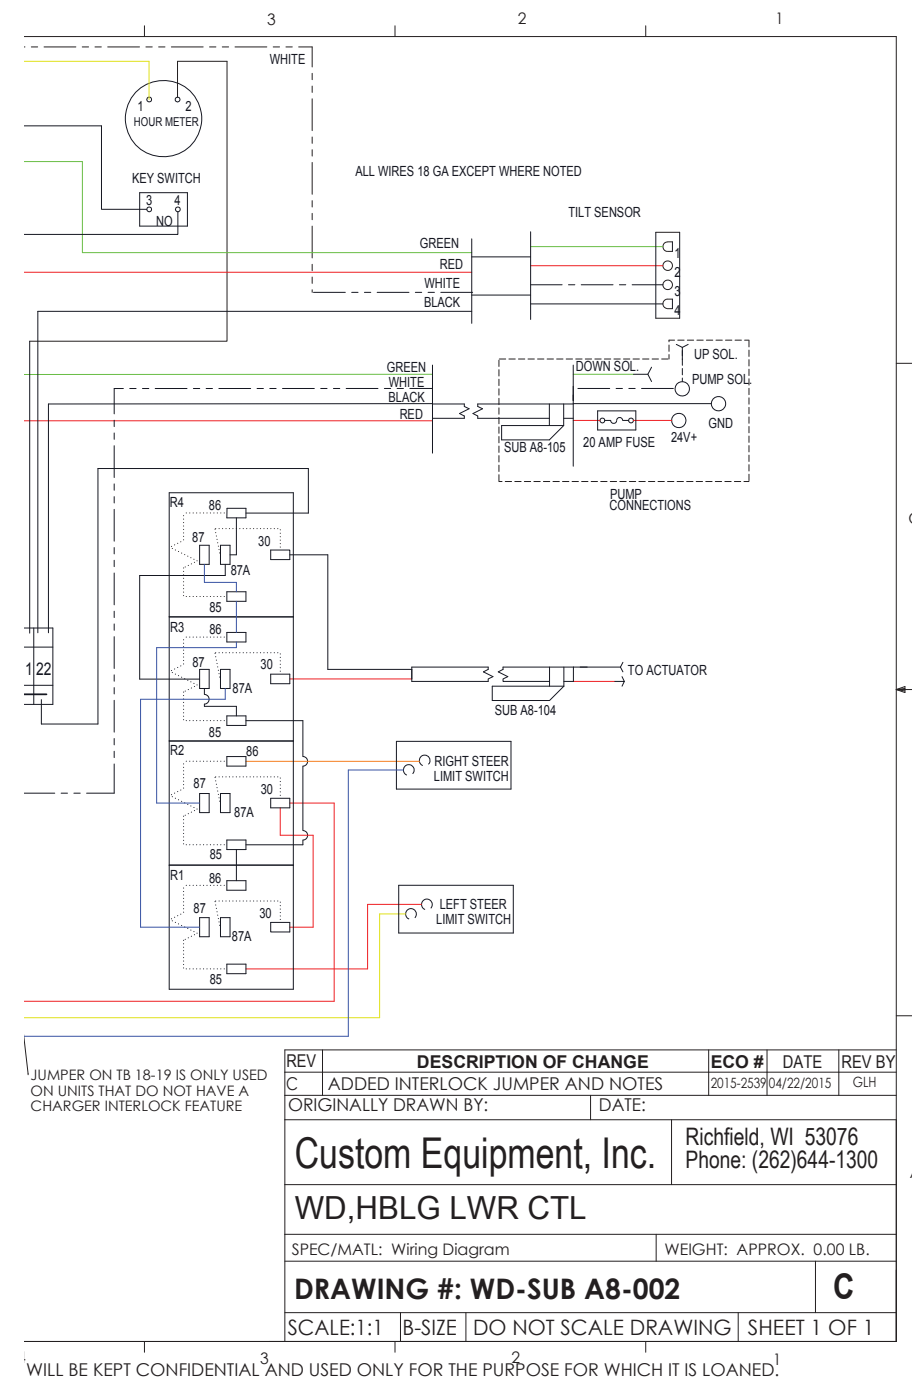 3 2 1
WHITE
1 2
HOUR METER
ALL WIRES 18 GA EXCEPT WHERE NOTED
KEY SWITCH
3 4
NO
TILT SENSOR
GREEN
1
RED
2
WHITE
3
BLACK
4
UP SOL.
GREEN
DOWN SOL.
WHITE
PUMP SOL.
BLACK
RED
GND
24V+
SUB A8-105
20 AMP FUSE
PUMP
CONNECTIONS
R4
86
87
30
87A
85
R3
86
87
30
87A
85
1 22
TO ACTUATOR
SUB A8-104
R2
86
87
30
87A
85
RIGHT STEER
LIMIT SWITCH
R1
86
87
30
87A
85
LEFT STEER
LIMIT SWITCH
JUMPER ON TB 18-19 IS ONLY USED
ON UNITS THAT DO NOT HAVE A
CHARGER INTERLOCK FEATURE
REV DESCRIPTION OF CHANGE ECO # DATE REV BY
C ADDED INTERLOCK JUMPER AND NOTES 2015-2539 04/22/2015 GLH
ORIGINALLY DRAWN BY: DATE:
Custom Equipment, Inc.
Richfield, WI 53076
Phone: (262)644-1300
WD,HBLG LWR CTL
SPEC/MATL: Wiring Diagram WEIGHT: APPROX. 0.00 LB.
DRAWING #: WD-SUB A8-002 C
SCALE:1:1 B-SIZE DO NOT SCALE DRAWING SHEET 1 OF 1
3 2 1
WILL BE KEPT CONFIDENTIAL AND USED ONLY FOR THE PURPOSE FOR WHICH IT IS LOANED.